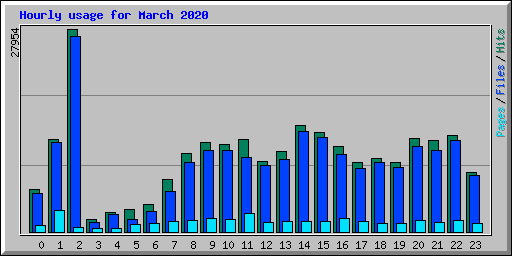 Hourly usage for March 2020
27954
Pages/Files/Hits
0 1 2 3 4 5 6 7 8 9 10 11 12 13 14 15 16 17 18 19 20 21 22 23